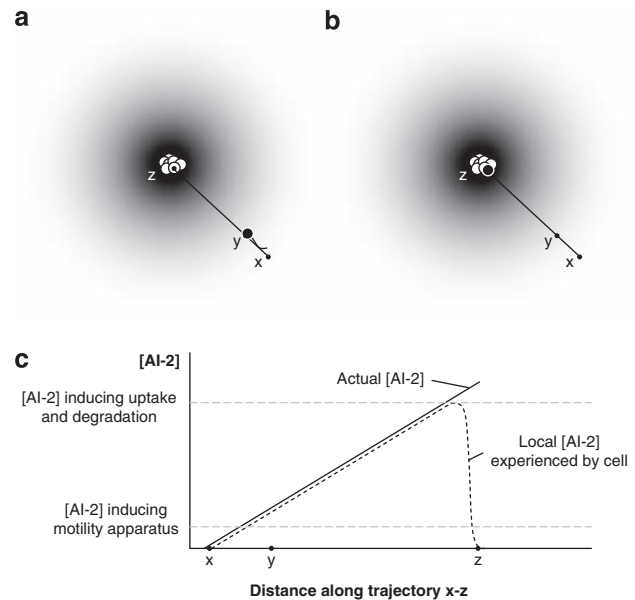 a
b
z
y
x
z
y
x
c
[AI-2]
Actual [AI-2]
[AI-2] inducing uptake
and degradation
Local [AI-2]
experienced by cell
[AI-2] inducing
motility apparatus
x
y
z
Distance along trajectory x-z